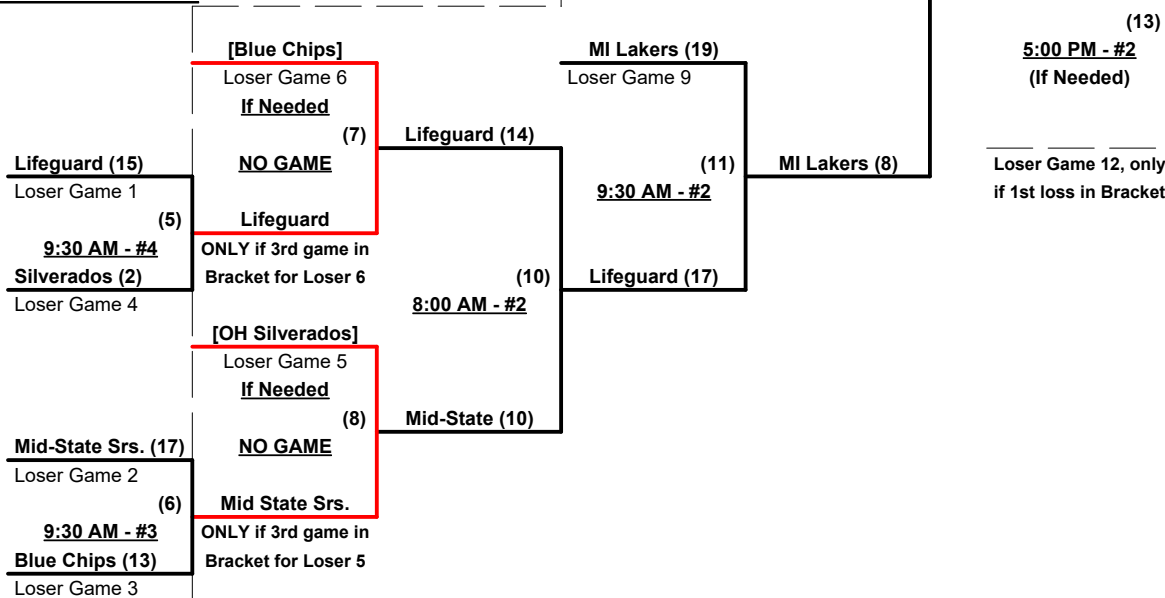 (13)
[Blue Chips]
MI Lakers (19)
5:00 PM - #2
Loser Game 6
Loser Game 9
(If Needed)
If Needed
(7)
Lifeguard (14)
Lifeguard (15)
NO GAME
(11)
MI Lakers (8)
Loser Game 12, only
Loser Game 1
9:30 AM - #2
if 1st loss in Bracket
(5)
Lifeguard
9:30 AM - #4
ONLY if 3rd game in
Silverados (2)
Bracket for Loser 6
(10)
Lifeguard (17)
Loser Game 4
8:00 AM - #2
[OH Silverados]
Loser Game 5
If Needed
(8)
Mid-State (10)
Mid-State Srs. (17)
NO GAME
Loser Game 2
(6)
Mid State Srs.
9:30 AM - #3
ONLY if 3rd game in
Blue Chips (13)
Bracket for Loser 5
Loser Game 3